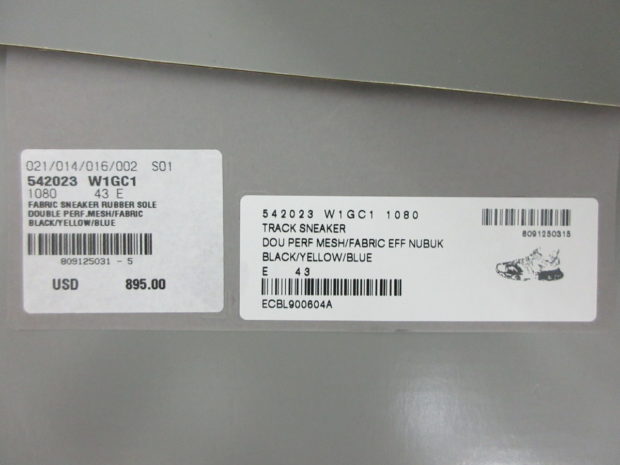 021/014/016/002 S01
542023 W1GC1
1080 43 E
FABRIC SNEAKER RUBBER SOLE
DOUBLE PERF.MESH/FABRIC
BLACK/YELLOW/BLUE
809125031 - 5
USD 895.00
542023 W1GC1 1080
TRACK SNEAKER
DOU PERF MESH/FABRIC EFF NUBUK
BLACK/YELLOW/BLUE
E 43
ECBL900604A
8091250315